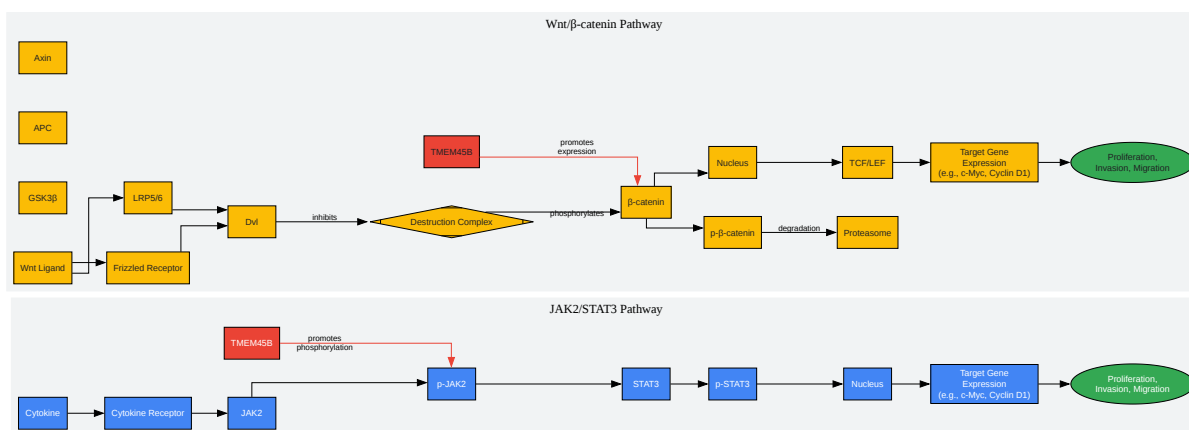 Wnt/β-catenin Pathway
Axin
APC
GSK3β
Wnt Ligand
LRP5/6
Frizzled Receptor
Dvl
inhibits
Destruction Complex
TMEM45B
promotes
expression
phosphorylates
β-catenin
Nucleus
p-β-catenin
degradation
Proteasome
TCF/LEF
Target Gene
Expression
(e.g., c-Myc, Cyclin D1)
Proliferation,
Invasion, Migration
JAK2/STAT3 Pathway
TMEM45B
promotes
phosphorylation
Cytokine
Cytokine Receptor
JAK2
p-JAK2
STAT3
p-STAT3
Nucleus
Target Gene
Expression
(e.g., c-Myc, Cyclin D1)
Proliferation,
Invasion, Migration